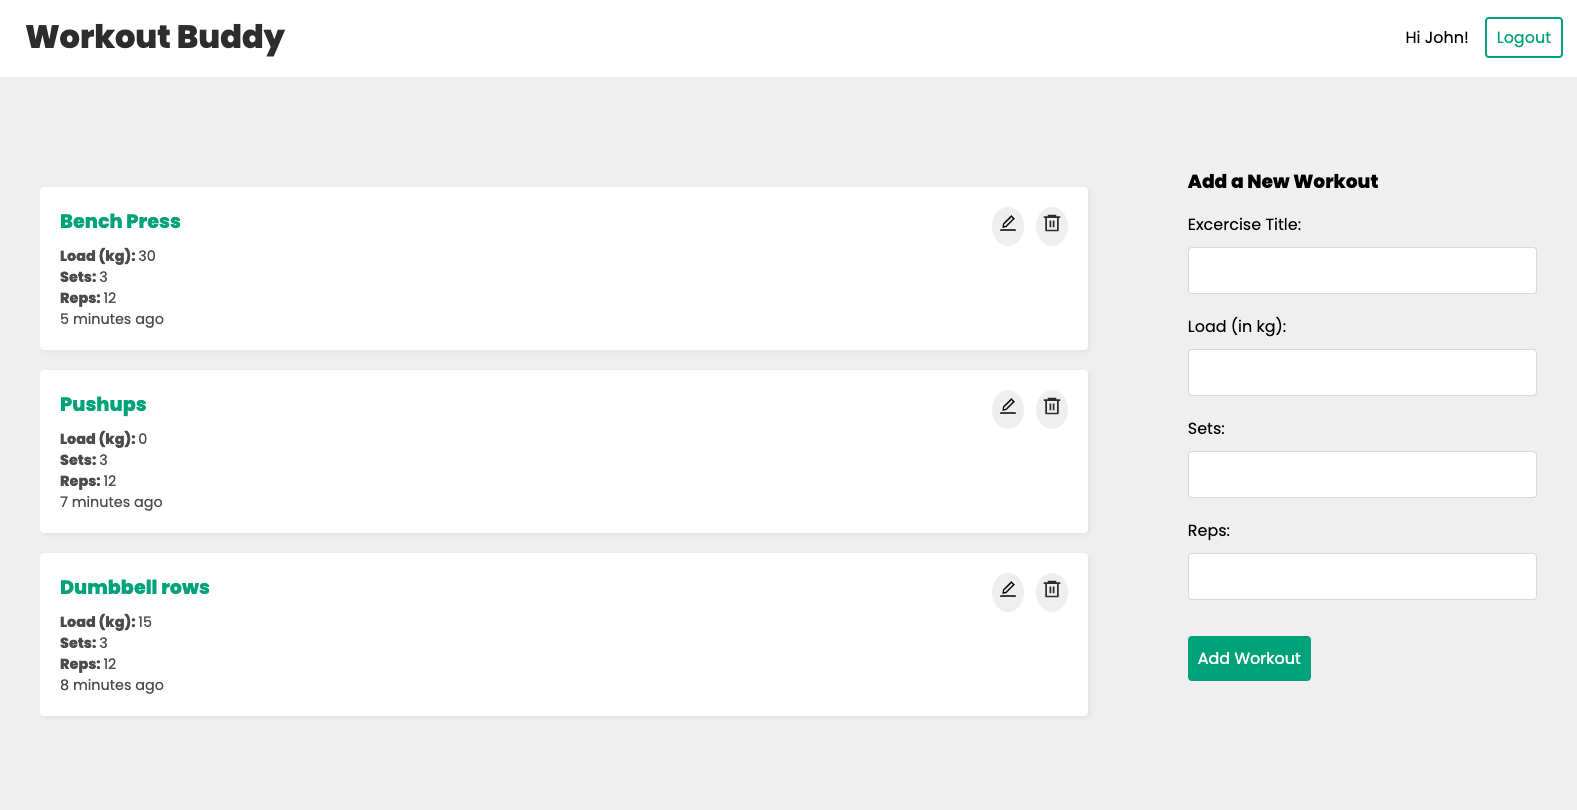 Workout Buddy
Hi John!
Logout
Bench Press
Load (kg): 30
Sets: 3
Reps: 12
5 minutes ago
Pushups
Load (kg): 0
Sets: 3
Reps: 12
7 minutes ago
Dumbbell rows
Load (kg): 15
Sets: 3
Reps: 12
8 minutes ago
Add a New Workout
Excercise Title:
Load (in kg):
Sets:
Reps:
Add Workout